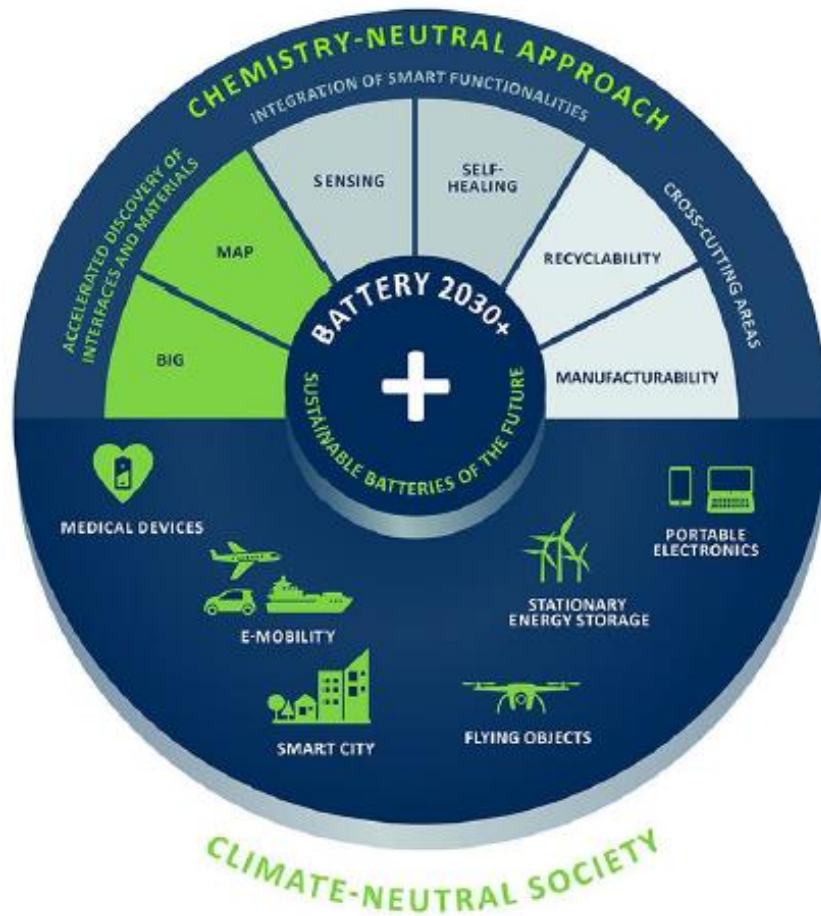 CHEMISTRY-NEUTRAL APPROACH
INTEGRATION OF SMART FUNCTIONALITIES
ACCELERATED DISCOVERY OF
INTERFACES AND MATERIALS
CROSS-CUTTING AREAS
BIG
MAP
SENSING
SELF-
HEALING
RECYCLABILITY
MANUFACTURABILITY
BATTERY 2030+
SUSTAINABLE BATTERIES OF THE FUTURE
MEDICAL DEVICES
E-MOBILITY
SMART CITY
FLYING OBJECTS
STATIONARY
ENERGY STORAGE
PORTABLE
ELECTRONICS
CLIMATE-NEUTRAL SOCIETY